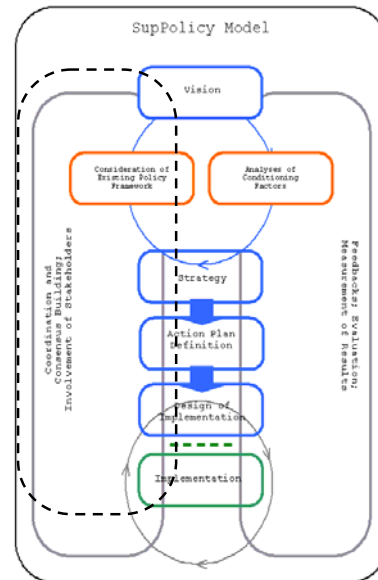 SupPolicy Model
Vision
Consideration of
Existing Policy
Framework
Analyses of
Conditioning
Factors
Coordination and
Consensus Building;
Involvement of Stakeholders
Feedbacks; Evaluation;
Measurement of Results
Strategy
Action Plan
Definition
Design of
Implementation
Implementation